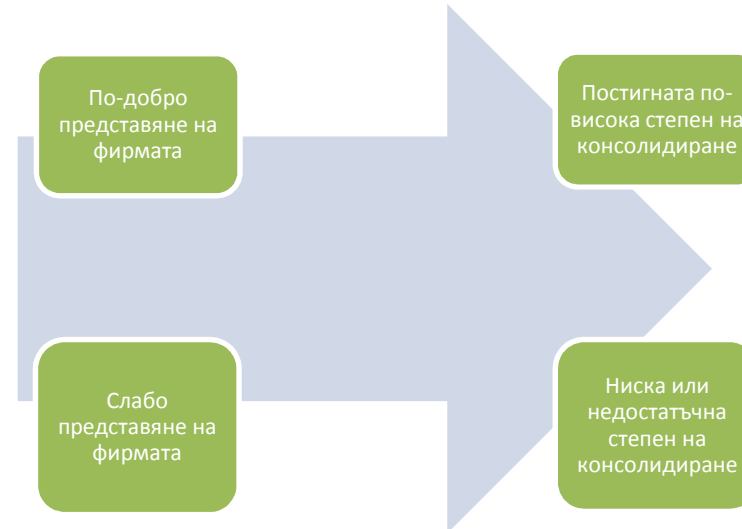 По-добро
представяне на
фирмата
Постигната по-
висока степен на
консолидиране
Слабо
представяне на
фирмата
Ниска или
недостатъчна
степен на
консолидиране